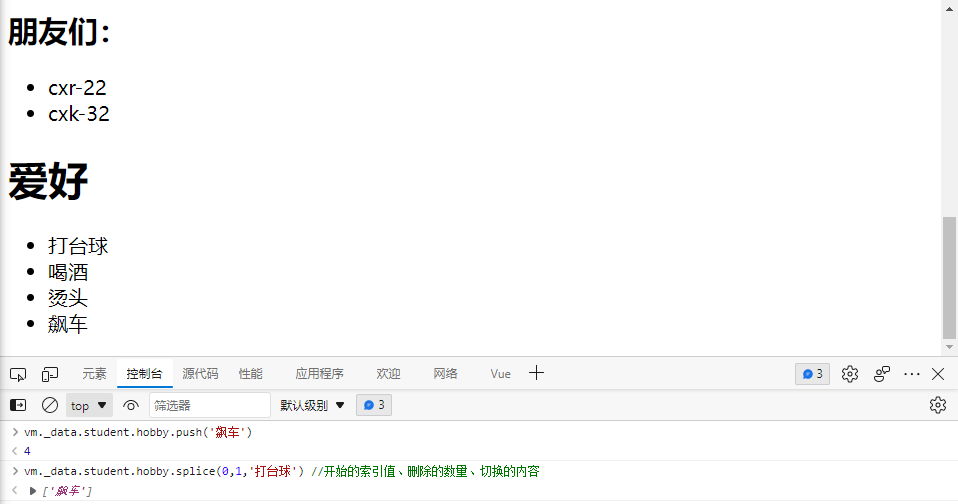 朋友们：
cxr-22
cxk-32
爱好
打台球
喝酒
烫头
飙车
元素 控制台 源代码 性能 应用程序 欢迎 网络 Vue 3
top 筛选器 默认级别 3
vm._data.student.hobby.push('飙车')
4
vm._data.student.hobby.splice(0,1,'打台球') //开始的索引值、删除的数量、切换的内容
['飙车']